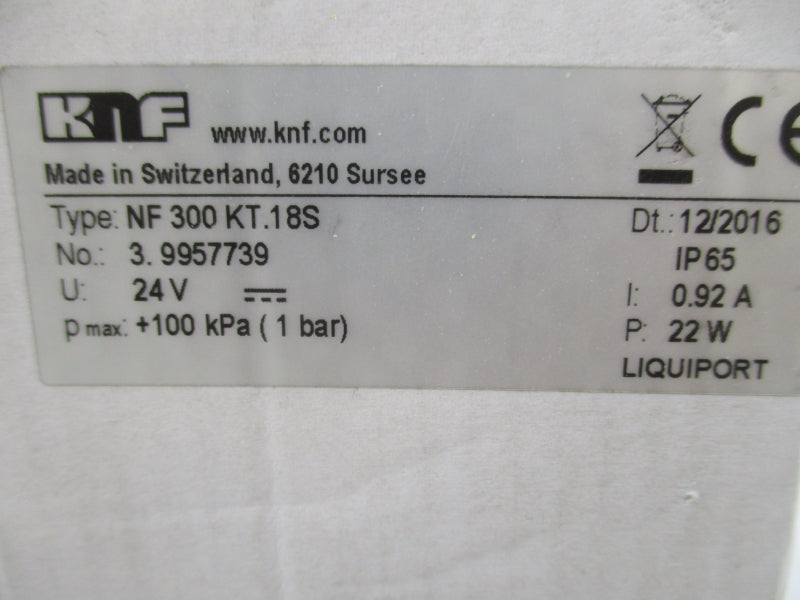 KNF www.knf.com CE
Made in Switzerland, 6210 Sursee
Type: NF 300 KT.18S Dt.: 12/2016
No.: 3. 9957739 IP65
U: 24 V I: 0.92 A
p max: +100 kPa ( 1 bar) P: 22 W
LIQUIPORT